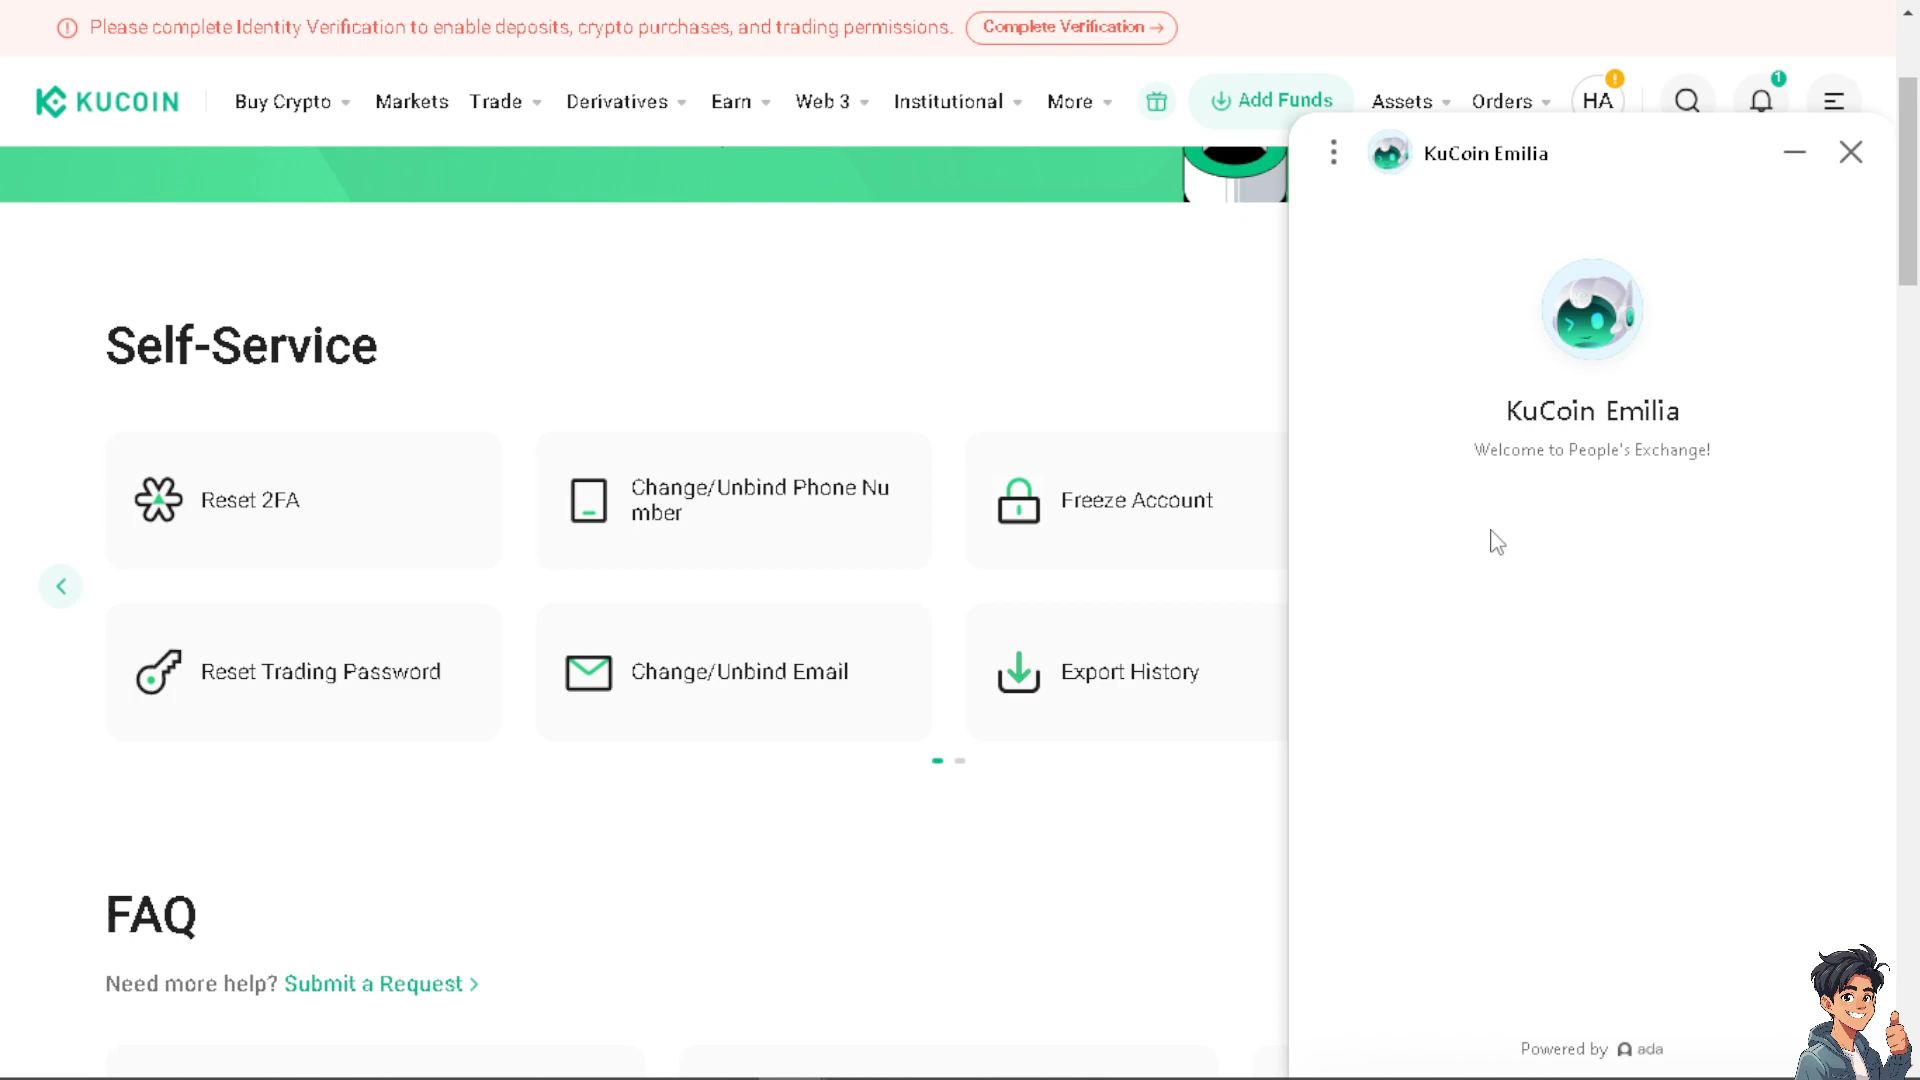 Please complete Identity Verification to enable deposits, crypto purchases, and trading permissions. Complete Verification →
KUCOIN Buy Crypto Markets Trade Derivatives Earn Web 3 Institutional More Add Funds Assets Orders HA 1
KuCoin Emilia
KuCoin Emilia
Welcome to People's Exchange!
Self-Service
Reset 2FA
Change/Unbind Phone Nu
mber
Freeze Account
Reset Trading Password
Change/Unbind Email
Export History
FAQ
Need more help? Submit a Request >
Powered by ada